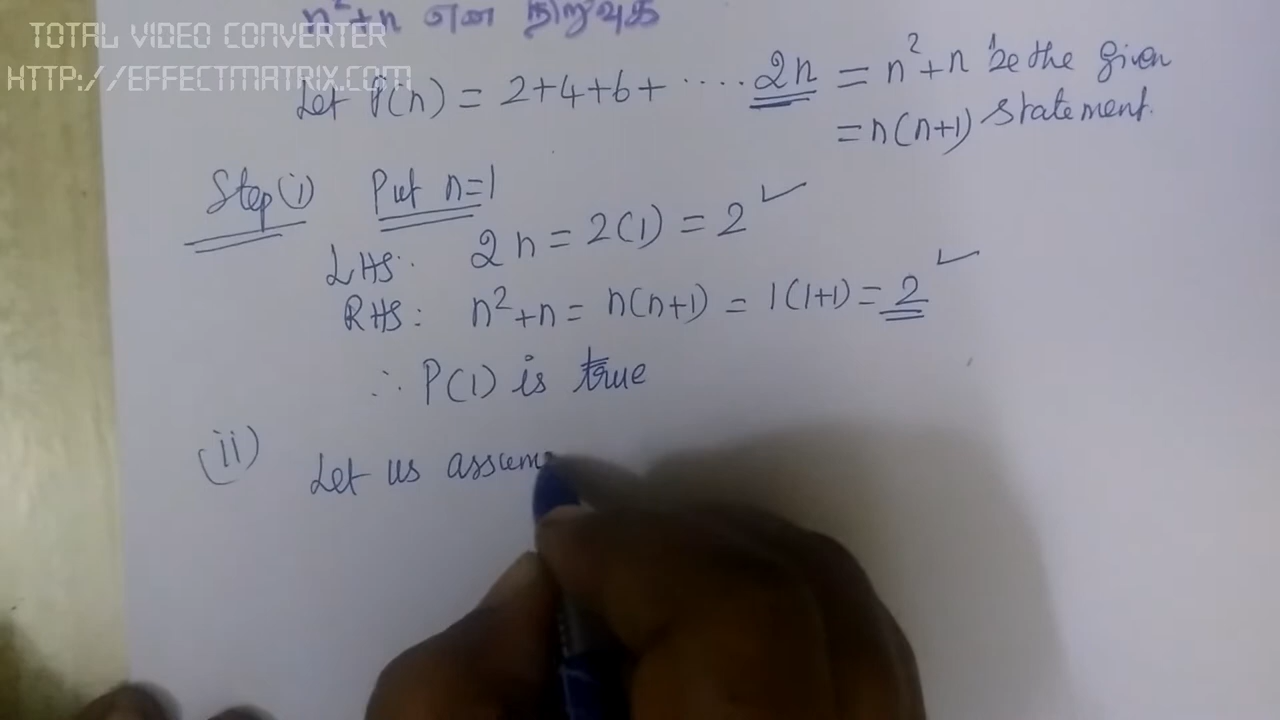 n²+n என நிறுவுக
TOTAL VIDEO CONVERTER
HTTP://EFFECTMATRIX.COM
Let P(n) = 2+4+6+ ····· 2n = n²+n be the given
= n(n+1) statement.
Step(i) Put n=1
LHS: 2n = 2(1) = 2 ✓
RHS: n²+n = n(n+1) = 1(1+1) = 2 ✓
∴ P(1) is true
(ii) Let us assum